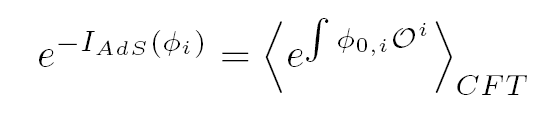 $e^{-I_{AdS}(\phi_i)} = \left\langle e^{\int \phi_{0,i} \mathcal{O}^i} \right\rangle_{CFT}$